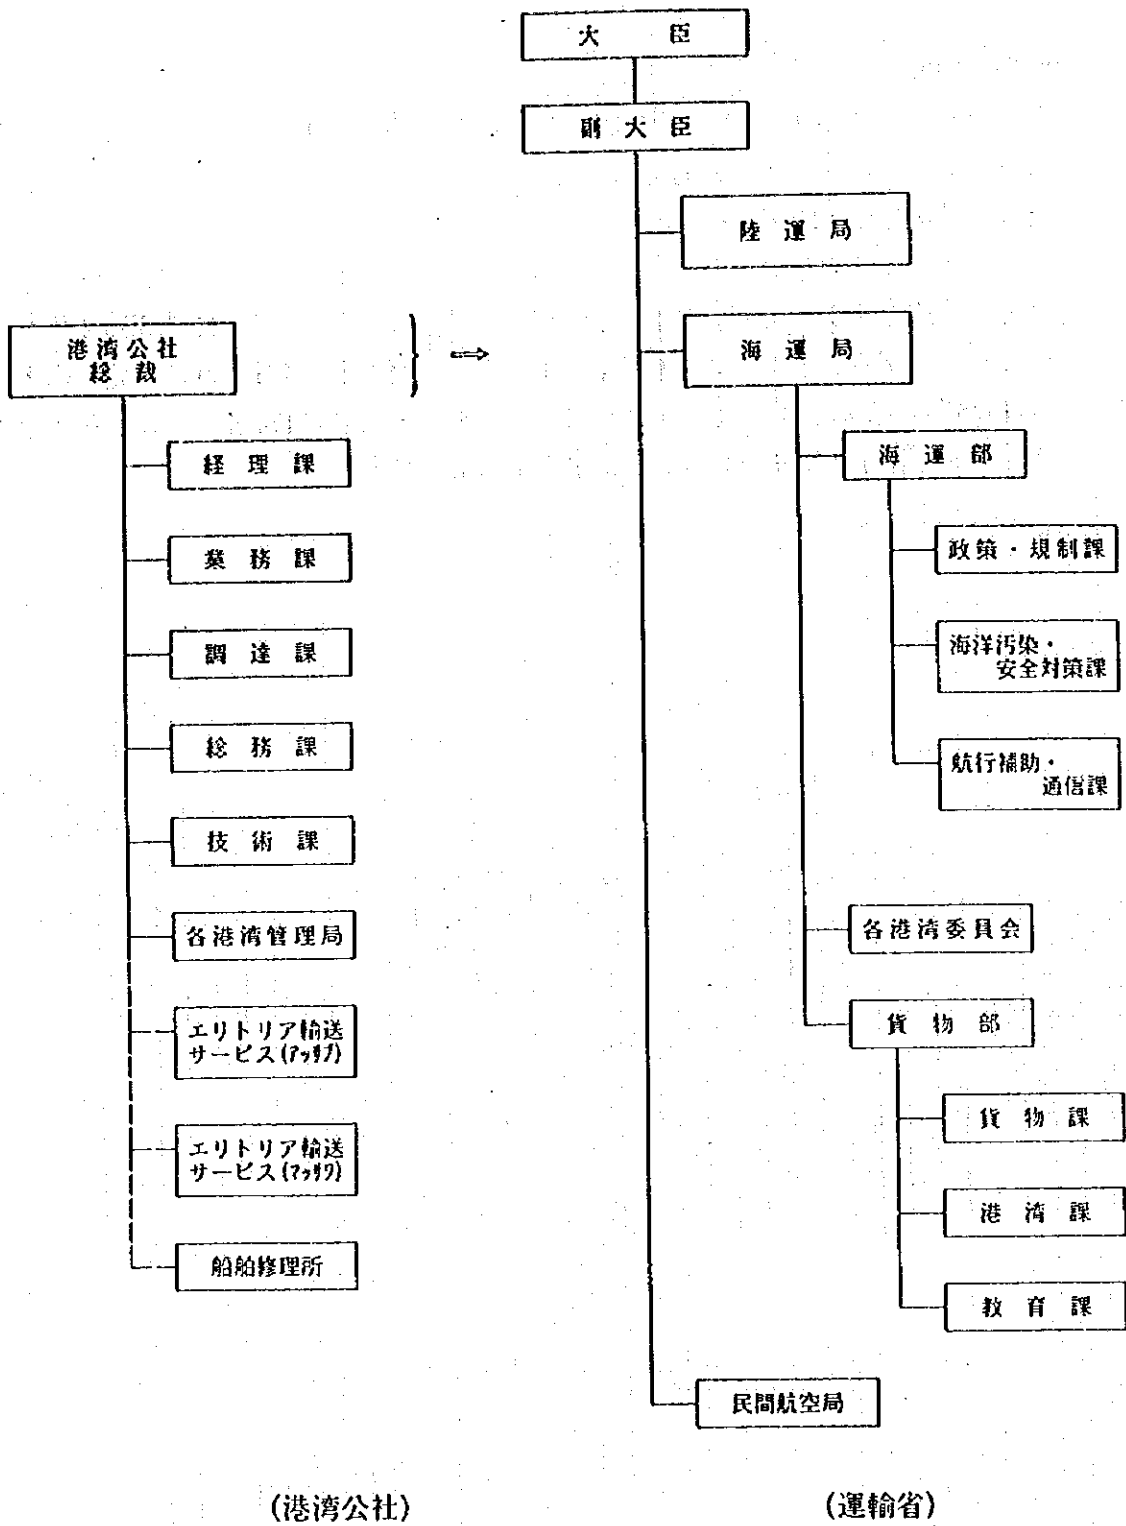 大臣
副大臣
陸運局
海運局
海運部
政策・規制課
海洋汚染・
安全対策課
航行補助・
通信課
各港湾委員会
貨物部
貨物課
港湾課
教育課
民間航空局
(運輸省)
港湾公社
総裁
} ⇒
経理課
業務課
調達課
総務課
技術課
各港湾管理局
エリトリア輸送
サービス(アッサブ)
エリトリア輸送
サービス(マッサワ)
船舶修理所
(港湾公社)